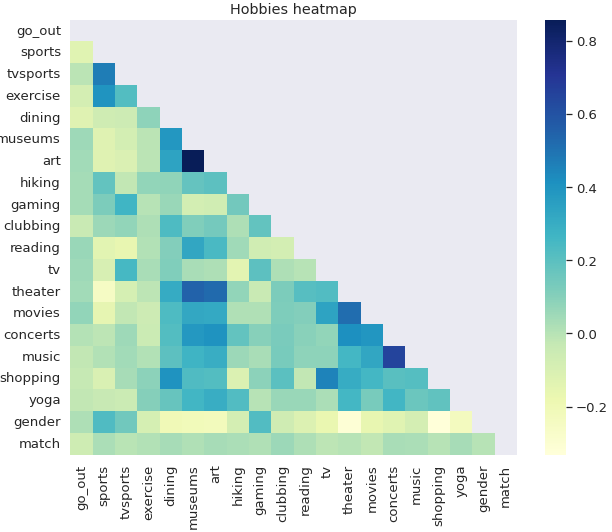 Hobbies heatmap
go_out
sports
tvsports
exercise
dining
museums
art
hiking
gaming
clubbing
reading
tv
theater
movies
concerts
music
shopping
yoga
gender
match
0.8
0.6
0.4
0.2
0.0
−0.2
go_out
sports
tvsports
exercise
dining
museums
art
hiking
gaming
clubbing
reading
tv
theater
movies
concerts
music
shopping
yoga
gender
match